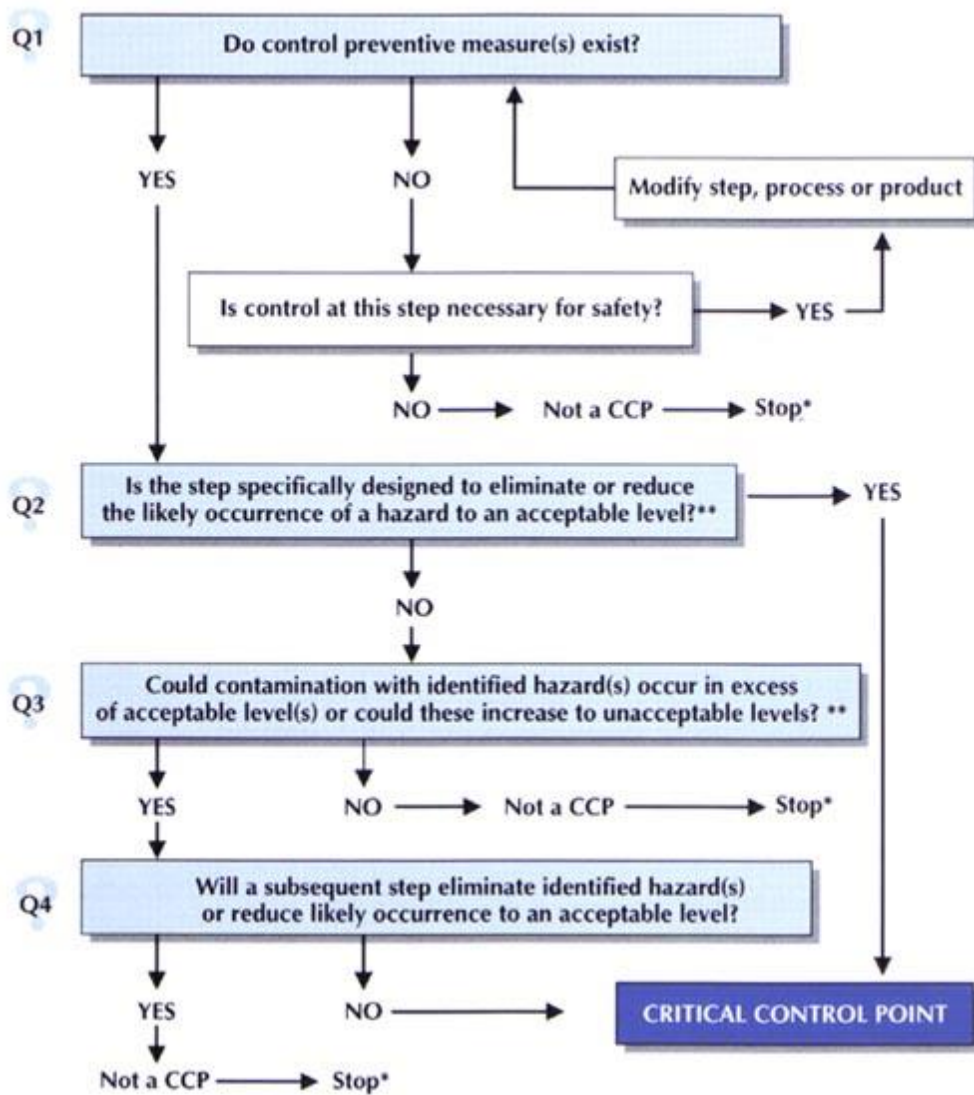 Q1
Do control preventive measure(s) exist?
YES
NO
Modify step, process or product
Is control at this step necessary for safety?
YES
NO
Not a CCP
Stop*
Q2
Is the step specifically designed to eliminate or reduce
the likely occurrence of a hazard to an acceptable level?**
YES
NO
Q3
Could contamination with identified hazard(s) occur in excess
of acceptable level(s) or could these increase to unacceptable levels? **
YES
NO
Not a CCP
Stop*
Q4
Will a subsequent step eliminate identified hazard(s)
or reduce likely occurrence to an acceptable level?
YES
NO
CRITICAL CONTROL POINT
Not a CCP
Stop*